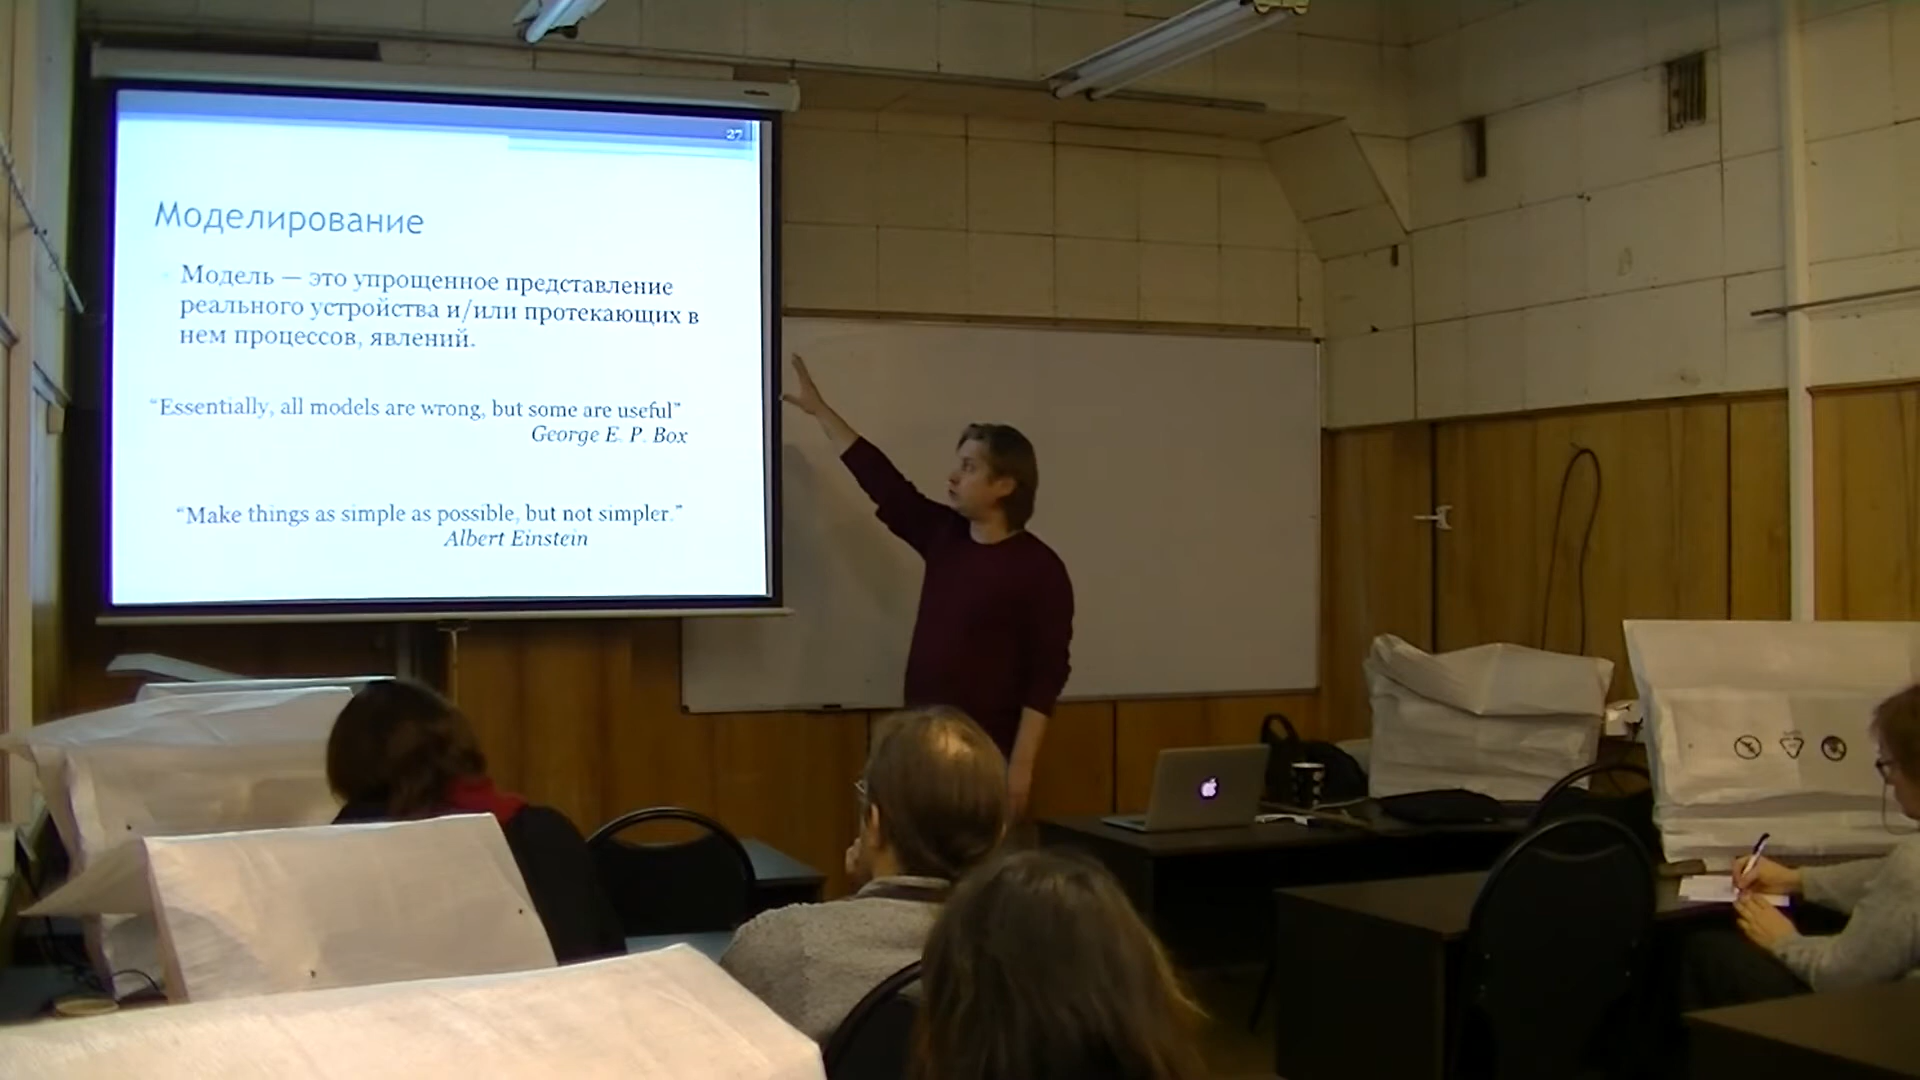 27
Моделирование
Модель — это упрощенное представление
реального устройства и/или протекающих в
нем процессов, явлений.
“Essentially, all models are wrong, but some are useful”
George E. P. Box
“Make things as simple as possible, but not simpler.”
Albert Einstein